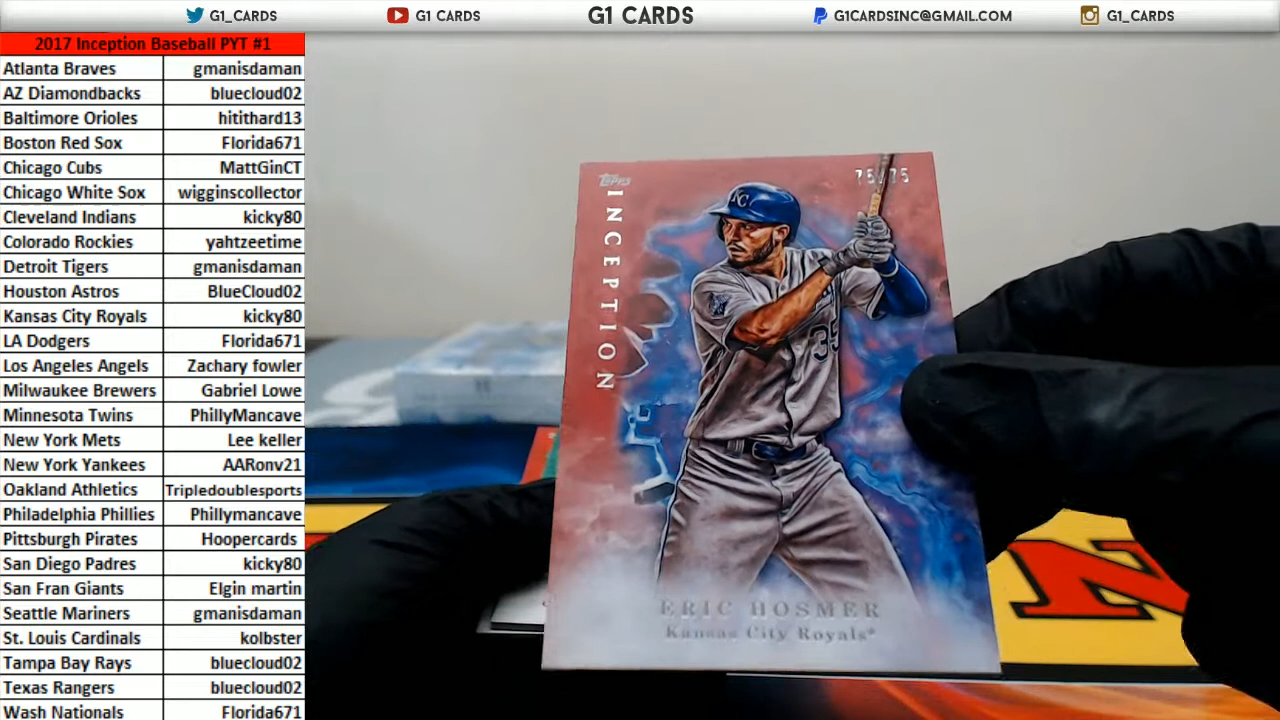 G1_CARDS G1 CARDS G1 CARDS G1CARDSINC@GMAIL.COM G1_CARDS
2017 Inception Baseball PYT #1
Atlanta Braves gmanisdaman
AZ Diamondbacks bluecloud02
Baltimore Orioles hitithard13
Boston Red Sox Florida671
Chicago Cubs MattGinCT
Chicago White Sox wigginscollector
Cleveland Indians kicky80
Colorado Rockies yahtzeetime
Detroit Tigers gmanisdaman
Houston Astros BlueCloud02
Kansas City Royals kicky80
LA Dodgers Florida671
Los Angeles Angels Zachary fowler
Milwaukee Brewers Gabriel Lowe
Minnesota Twins PhillyMancave
New York Mets Lee keller
New York Yankees AARonv21
Oakland Athletics Tripledoublesports
Philadelphia Phillies Phillymancave
Pittsburgh Pirates Hoopercards
San Diego Padres kicky80
San Fran Giants Elgin martin
Seattle Mariners gmanisdaman
St. Louis Cardinals kolbster
Tampa Bay Rays bluecloud02
Texas Rangers bluecloud02
Wash Nationals Florida671
Topps
75/75
INCEPTION
KC
35
ERIC HOSMER
Kansas City Royals®
N